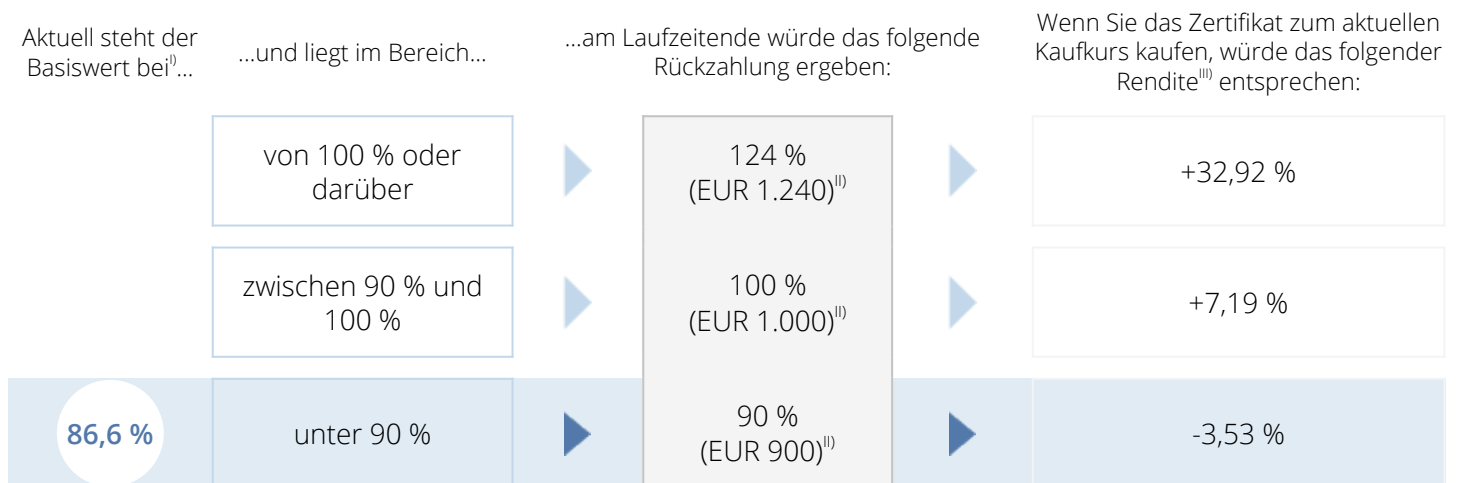 Aktuell steht der
Basiswert bei^I)...
...und liegt im Bereich...
...am Laufzeitende würde das folgende
Rückzahlung ergeben:
Wenn Sie das Zertifikat zum aktuellen
Kaufkurs kaufen, würde das folgender
Rendite^III) entsprechen:
von 100 % oder
darüber
124 %
(EUR 1.240)^II)
+32,92 %
zwischen 90 % und
100 %
100 %
(EUR 1.000)^II)
+7,19 %
86,6 %
unter 90 %
90 %
(EUR 900)^II)
-3,53 %